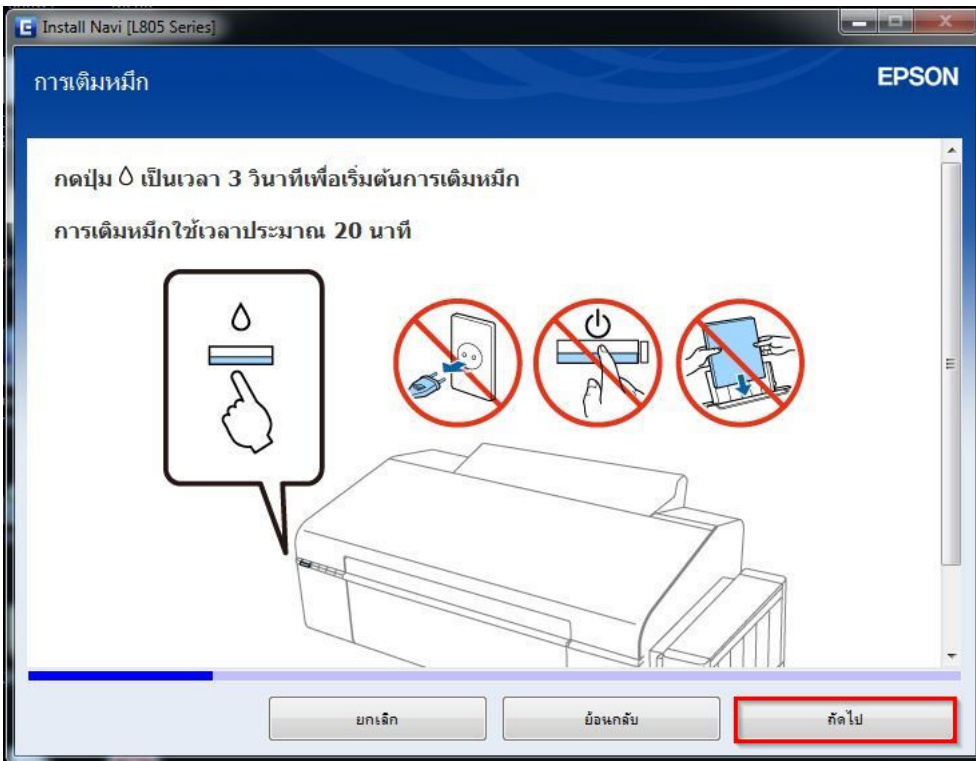 Install Navi [L805 Series]
การเติมหมึก
EPSON
กดปุ่ม เป็นเวลา 3 วินาทีเพื่อเริ่มต้นการเติมหมึก
การเติมหมึกใช้เวลาประมาณ 20 นาที
ยกเลิก
ย้อนกลับ
ถัดไป